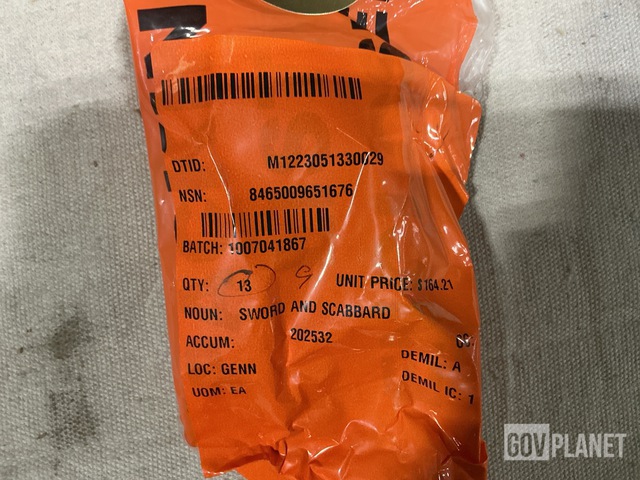 DTID: M1223051330029
NSN: 8465009651676
BATCH: 1007041867
QTY: 13 9 UNIT PRICE: $164.21
NOUN: SWORD AND SCABBARD
ACCUM: 202532
LOC: GENN DEMIL: A
UOM: EA DEMIL IC: 1
GOVPLANET